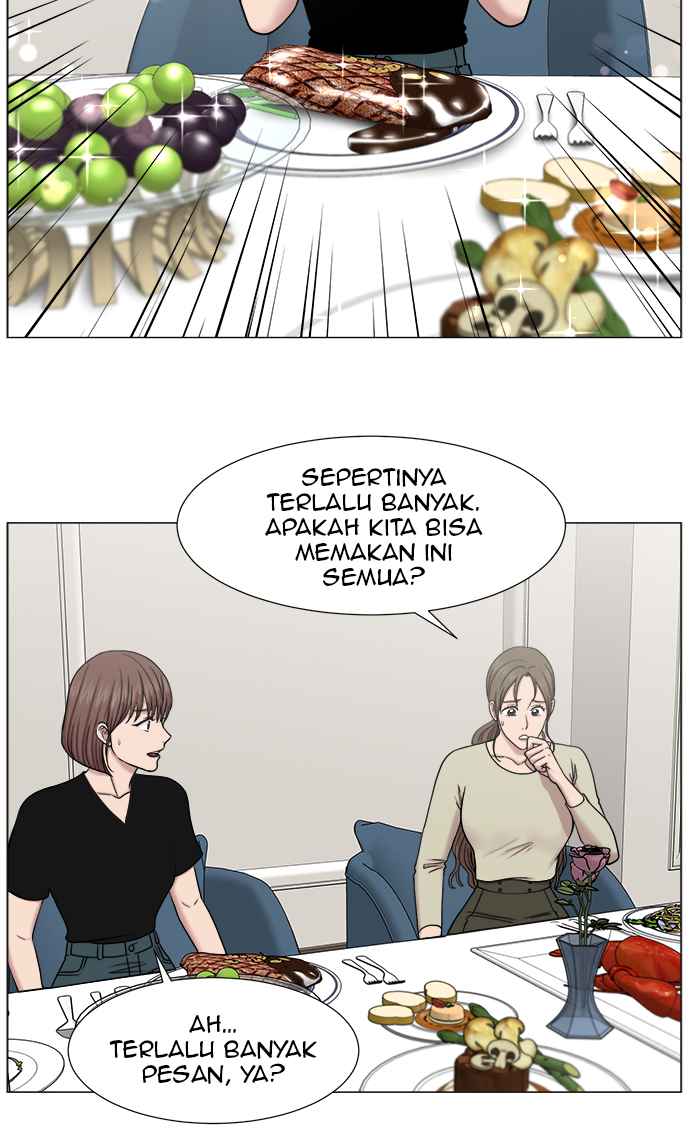 SEPERTINYA
TERLALU BANYAK.
APAKAH KITA BISA
MEMAKAN INI
SEMUA?
AH...
TERLALU BANYAK
PESAN, YA?